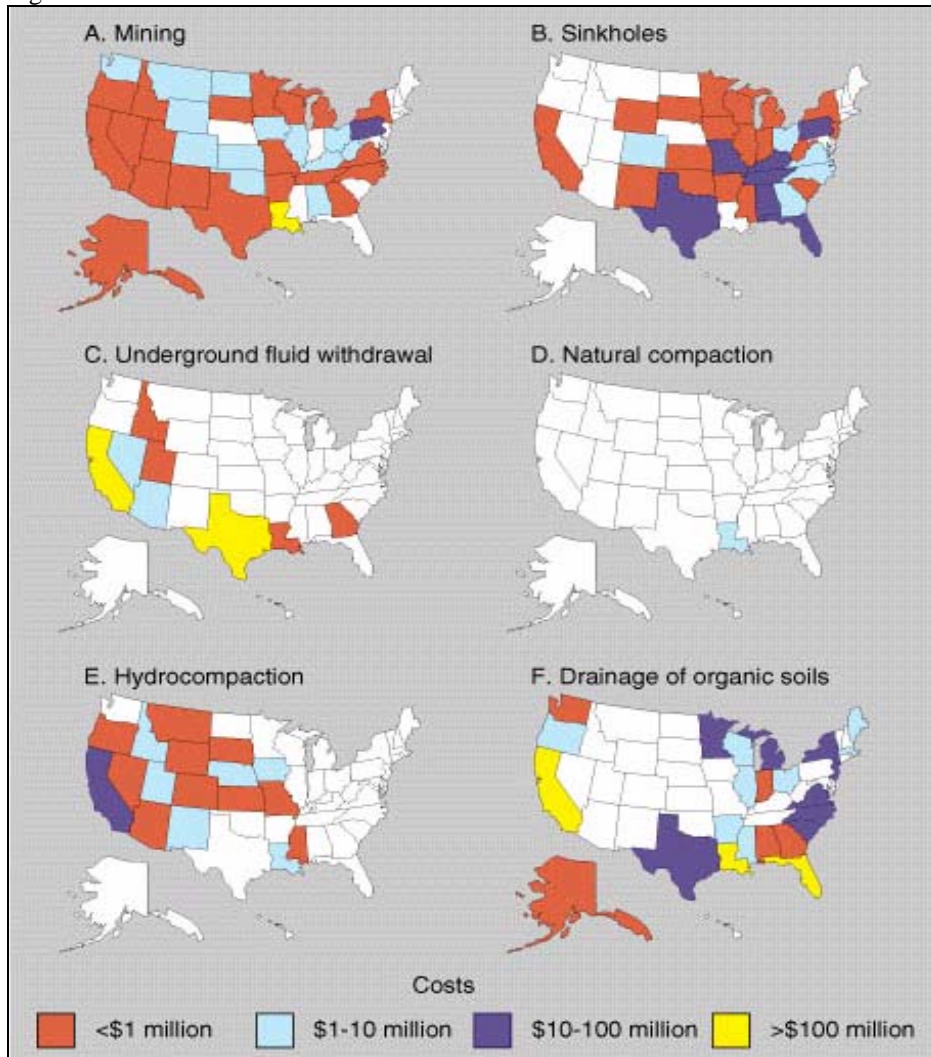 A. Mining
B. Sinkholes
C. Underground fluid withdrawal
D. Natural compaction
E. Hydrocompaction
F. Drainage of organic soils
Costs
<$1 million
$1-10 million
$10-100 million
>$100 million